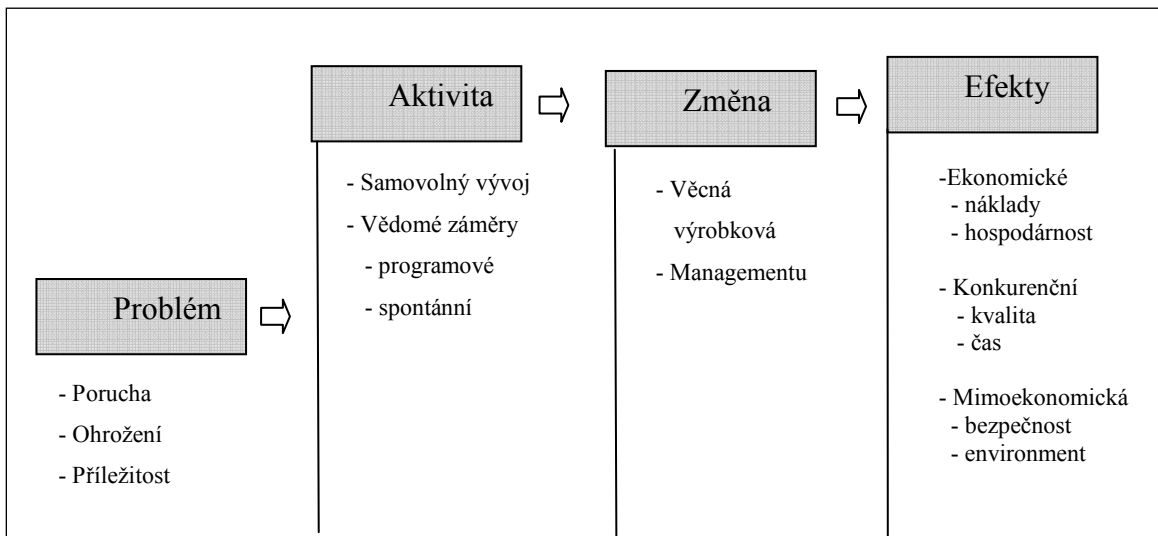 Problém
- Porucha
- Ohrožení
- Příležitost
Aktivita
- Samovolný vývoj
- Vědomé záměry
- programové
- spontánní
Změna
- Věcná
výrobková
- Managementu
Efekty
-Ekonomické
- náklady
- hospodárnost
- Konkurenční
- kvalita
- čas
- Mimoekonomická
- bezpečnost
- environment